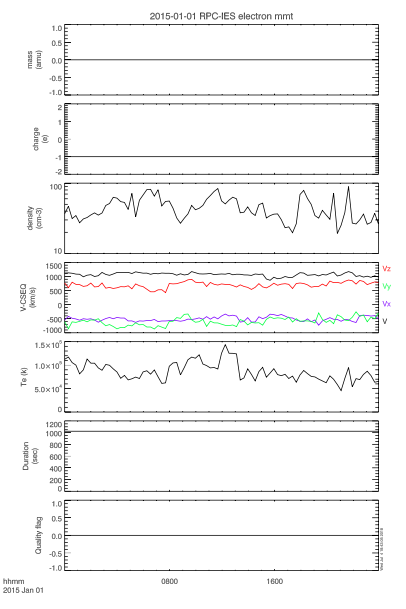 2015-01-01 RPC-IES electron mmt
1.0
0.5
0.0
-0.5
-1.0
mass
(amu)
2
1
0
-1
-2
charge
(e)
100
10
density
(cm-3)
1500
1000
500
0
-500
-1000
V-CSEQ
(km/s)
Vz
Vy
Vx
V
1.5×10⁵
1.0×10⁵
5.0×10⁴
0
Te (k)
1200
1000
800
600
400
200
0
Duration
(sec)
1.0
0.5
0.0
-0.5
-1.0
Quality flag
hhmm
2015 Jan 01
0800
1600